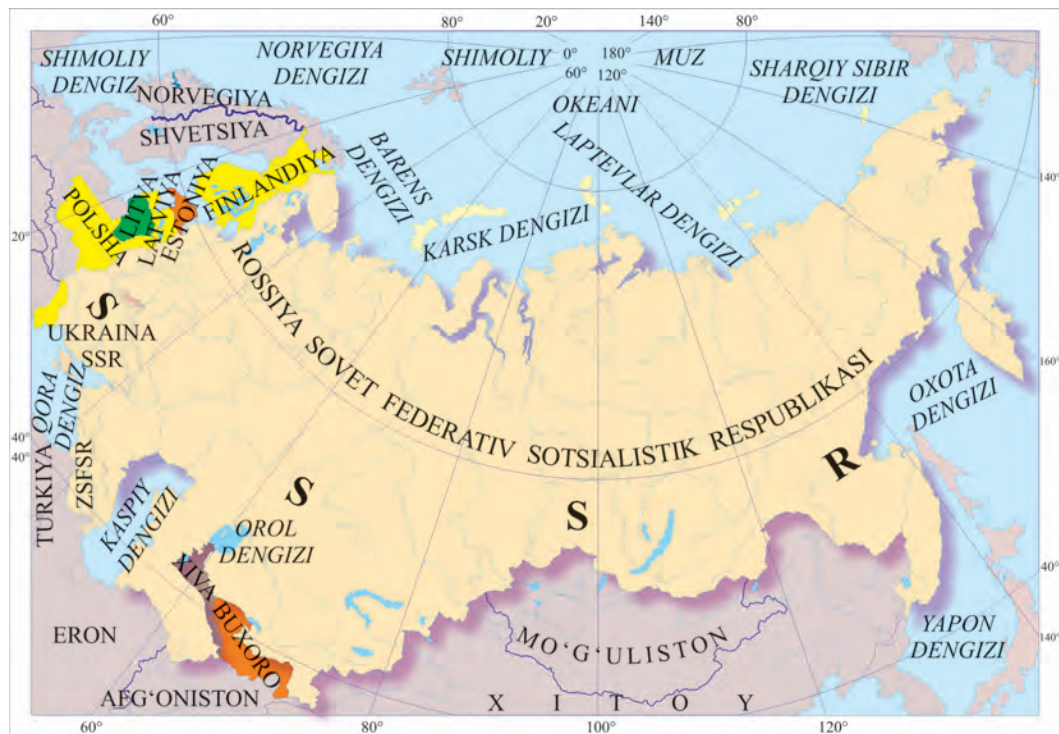 60°
80°
20°
140°
80°
SHIMOLIY
DENGIZ
NORVEGIYA
DENGIZI
SHIMOLIY
0°
180°
60°
120°
MUZ
OKEANI
SHARQIY SIBIR
DENGIZI
NORVEGIYA
SHVETSIYA
BARENS
DENGIZI
LAPTEVLAR DENGIZI
KARSK DENGIZI
FINLANDIYA
ESTONIYA
LATVIYA
LITVA
POLSHA
20°
140°
ROSSIYA SOVET FEDERATIV SOTSIALISTIK RESPUBLIKASI
S
S
S
R
UKRAINA
SSR
160°
OXOTA
DENGIZI
QORA
DENGIZ
40°
40°
TURKIYA
ZSFSR
KASPIY
DENGIZI
OROL
DENGIZI
XIVA
BUXORO
ERON
AFG‘ONISTON
MO‘G‘ULISTON
X I T O Y
YAPON
DENGIZI
40°
140°
60°
80°
100°
120°